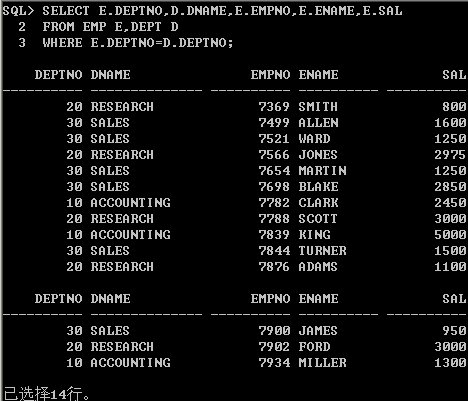 SQL> SELECT E.DEPTNO,D.DNAME,E.EMPNO,E.ENAME,E.SAL
  2  FROM EMP E,DEPT D
  3  WHERE E.DEPTNO=D.DEPTNO;
    DEPTNO DNAME               EMPNO ENAME             SAL
---------- -------------- ---------- ---------- ----------
        20 RESEARCH             7369 SMITH             800
        30 SALES                7499 ALLEN            1600
        30 SALES                7521 WARD             1250
        20 RESEARCH             7566 JONES            2975
        30 SALES                7654 MARTIN           1250
        30 SALES                7698 BLAKE            2850
        10 ACCOUNTING           7782 CLARK            2450
        20 RESEARCH             7788 SCOTT            3000
        10 ACCOUNTING           7839 KING             5000
        30 SALES                7844 TURNER           1500
        20 RESEARCH             7876 ADAMS            1100
    DEPTNO DNAME               EMPNO ENAME             SAL
---------- -------------- ---------- ---------- ----------
        30 SALES                7900 JAMES             950
        20 RESEARCH             7902 FORD             3000
        10 ACCOUNTING           7934 MILLER           1300
已选择14行。